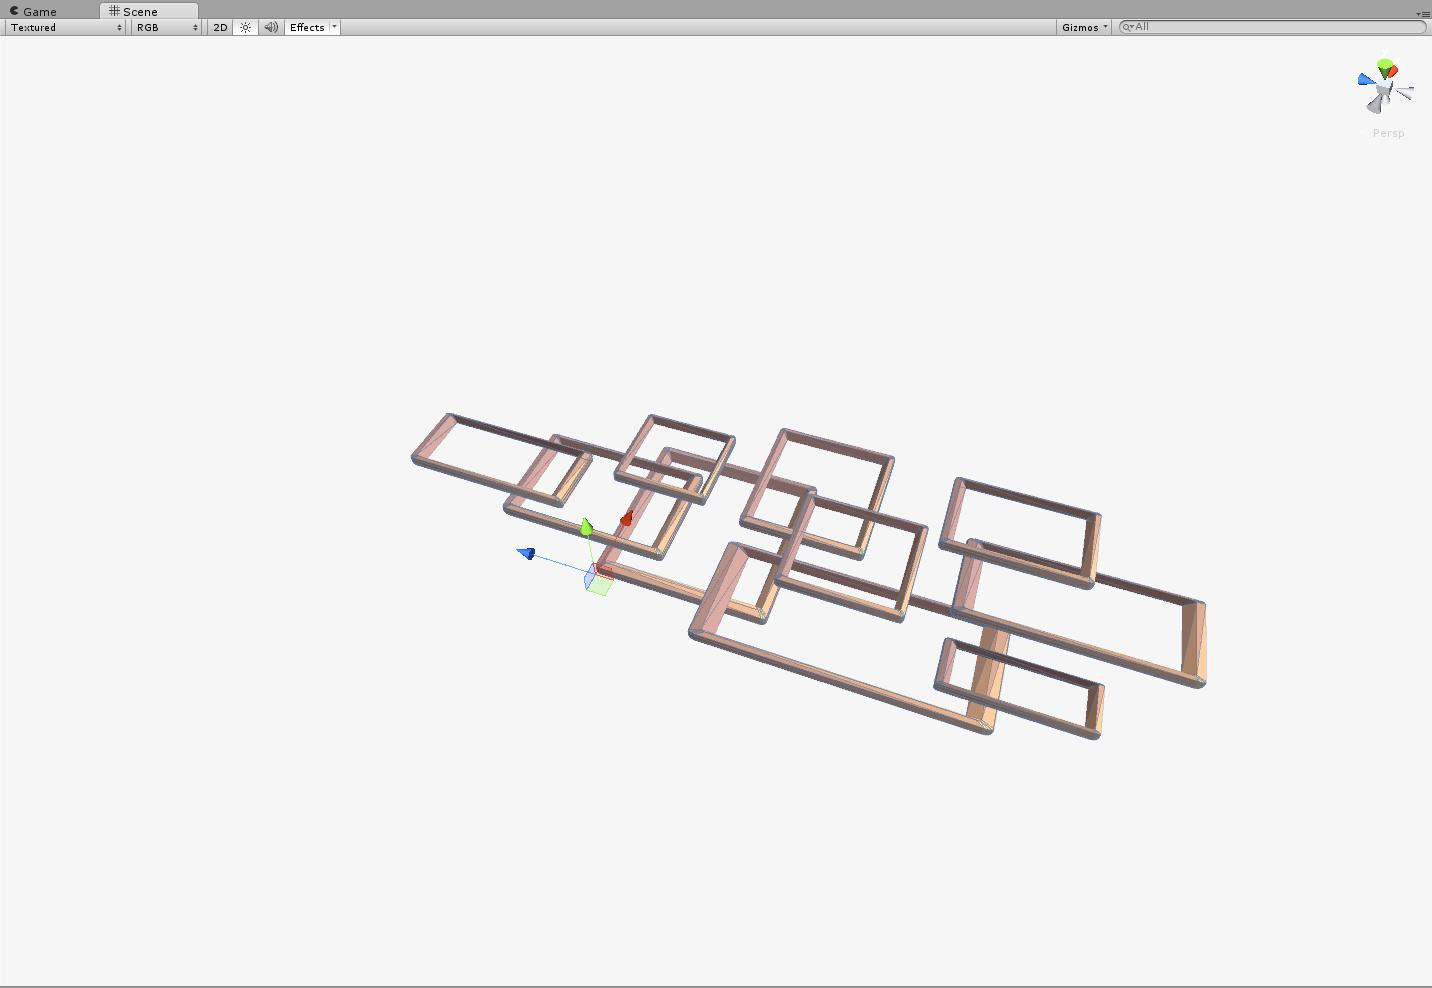 Game
Scene
Textured
RGB
2D
Effects
Gizmos
All
y
Persp